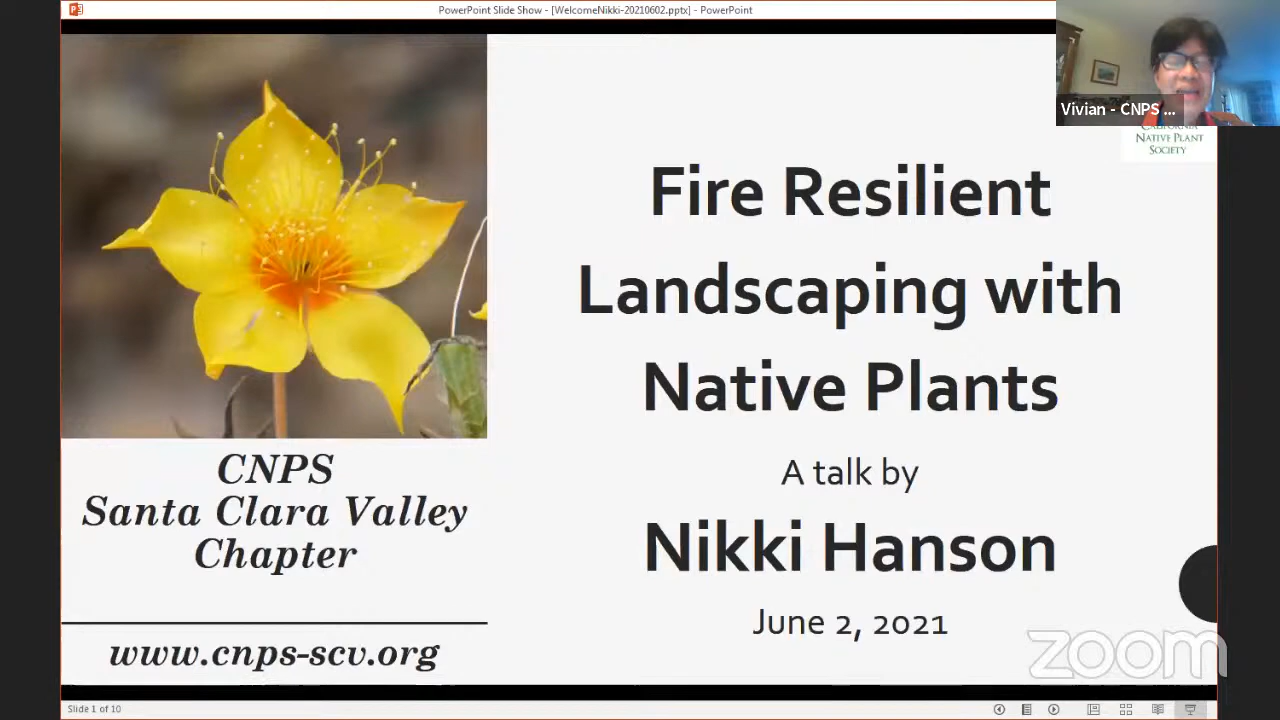 PowerPoint Slide Show - [WelcomeNikki-20210602.pptx] - PowerPoint
Vivian - CNPS ...
CALIFORNIA
NATIVE PLANT
SOCIETY
Fire Resilient
Landscaping with
Native Plants
A talk by
Nikki Hanson
June 2, 2021
CNPS
Santa Clara Valley
Chapter
www.cnps-scv.org
zoom
Slide 1 of 10